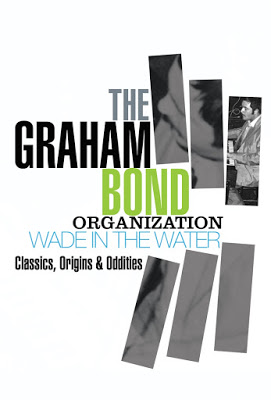 THE
GRAHAM
BOND
ORGANIZATION
WADE IN THE WATER
Classics, Origins & Oddities